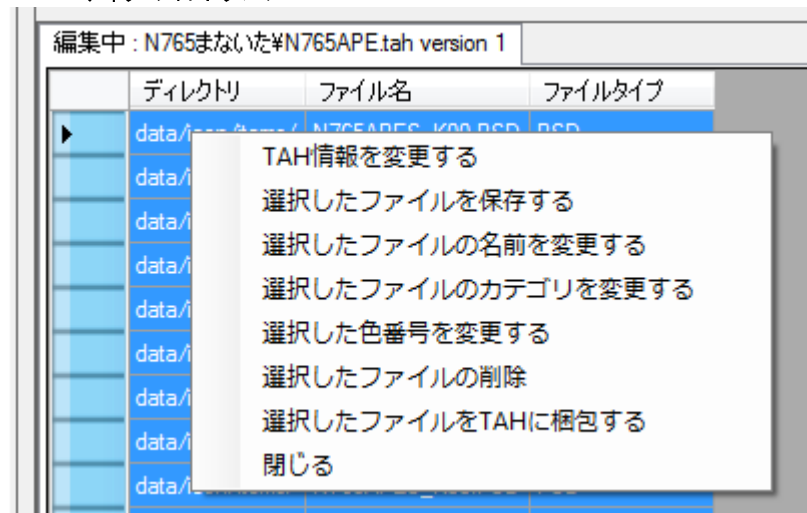 編集中 : N765まないた¥N765APE.tah version 1
ディレクトリ ファイル名 ファイルタイプ
TAH情報を変更する
data/i
選択したファイルを保存する
data/i
選択したファイルの名前を変更する
data/i
選択したファイルのカテゴリを変更する
data/i
選択した色番号を変更する
data/i
選択したファイルの削除
data/i
選択したファイルをTAHに梱包する
data/i
閉じる